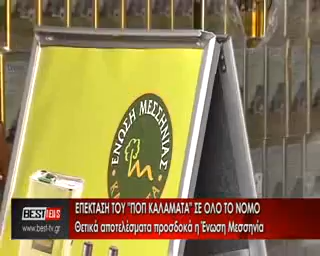 ΕΝΩΣΗ ΜΕΣΣΗΝΙΑΣ
BEST NEWS
www.best-tv.gr
ΕΠΕΚΤΑΣΗ ΤΟΥ "ΠΟΠ ΚΑΛΑΜΑΤΑ" ΣΕ ΟΛΟ ΤΟ ΝΟΜΟ
Θετικά αποτελέσματα προσδοκά η Ένωση Μεσσηνία